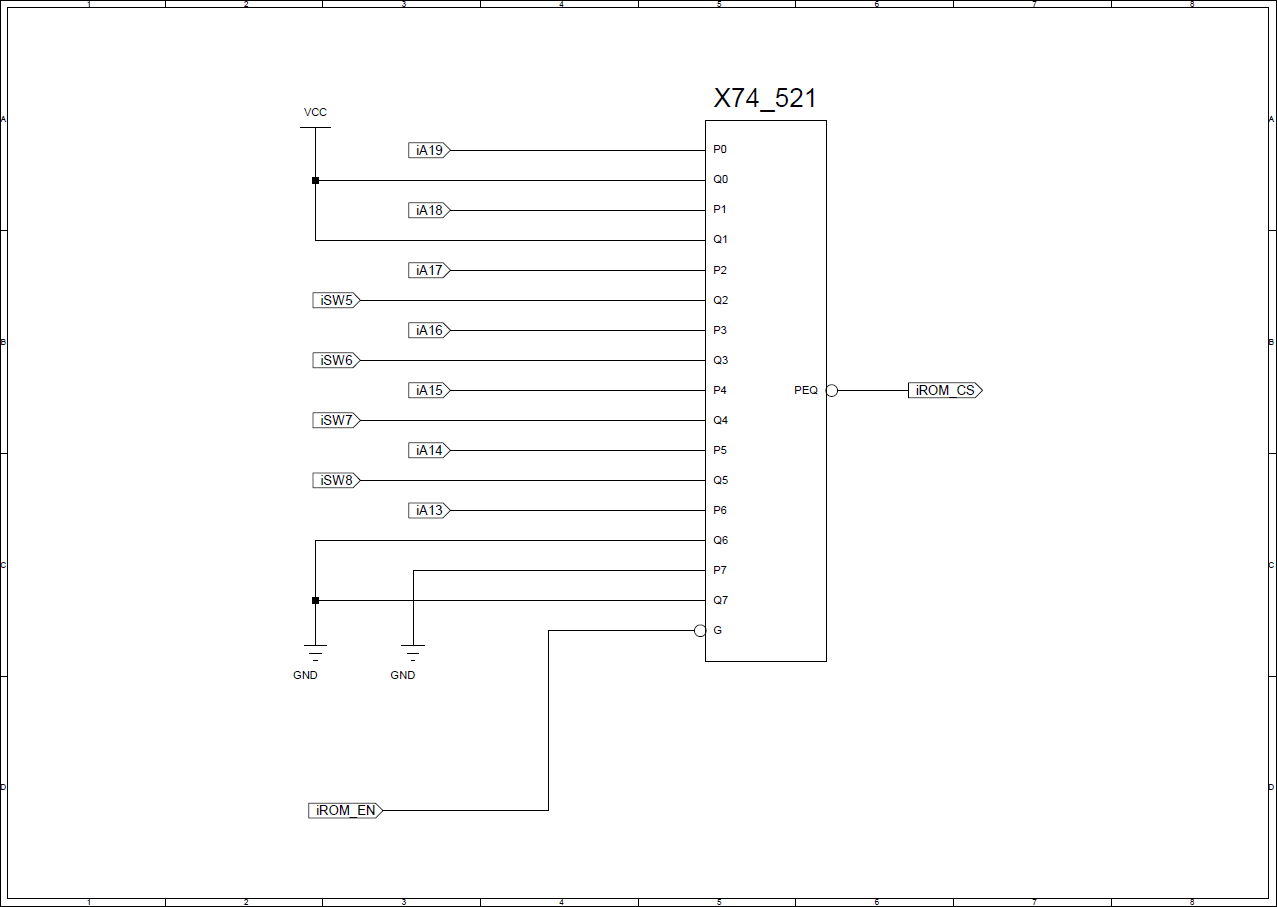 1 2 3 4 5 6 7 8
X74_521
VCC
A A
iA19 P0
Q0
iA18 P1
Q1
iA17 P2
iSW5 Q2
iA16 P3
B B
iSW6 Q3
iA15 P4 PEQ iROM_CS
iSW7 Q4
iA14 P5
iSW8 Q5
iA13 P6
Q6
C C
P7
Q7
G
GND GND
D D
iROM_EN
1 2 3 4 5 6 7 8